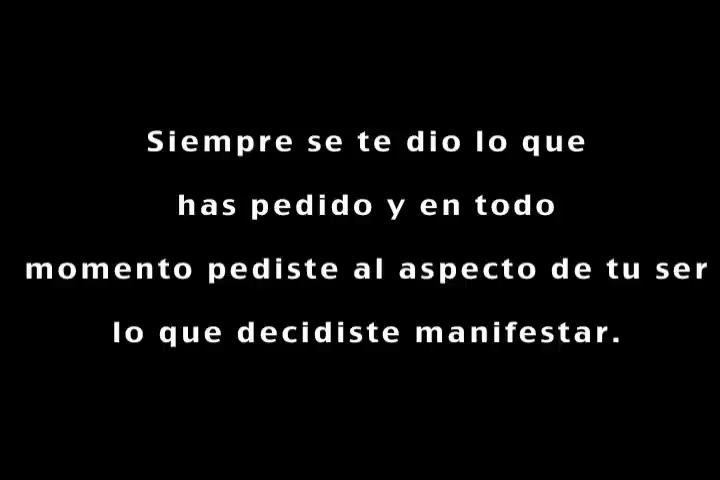 Siempre se te dio lo que
has pedido y en todo
momento pediste al aspecto de tu ser
lo que decidiste manifestar.